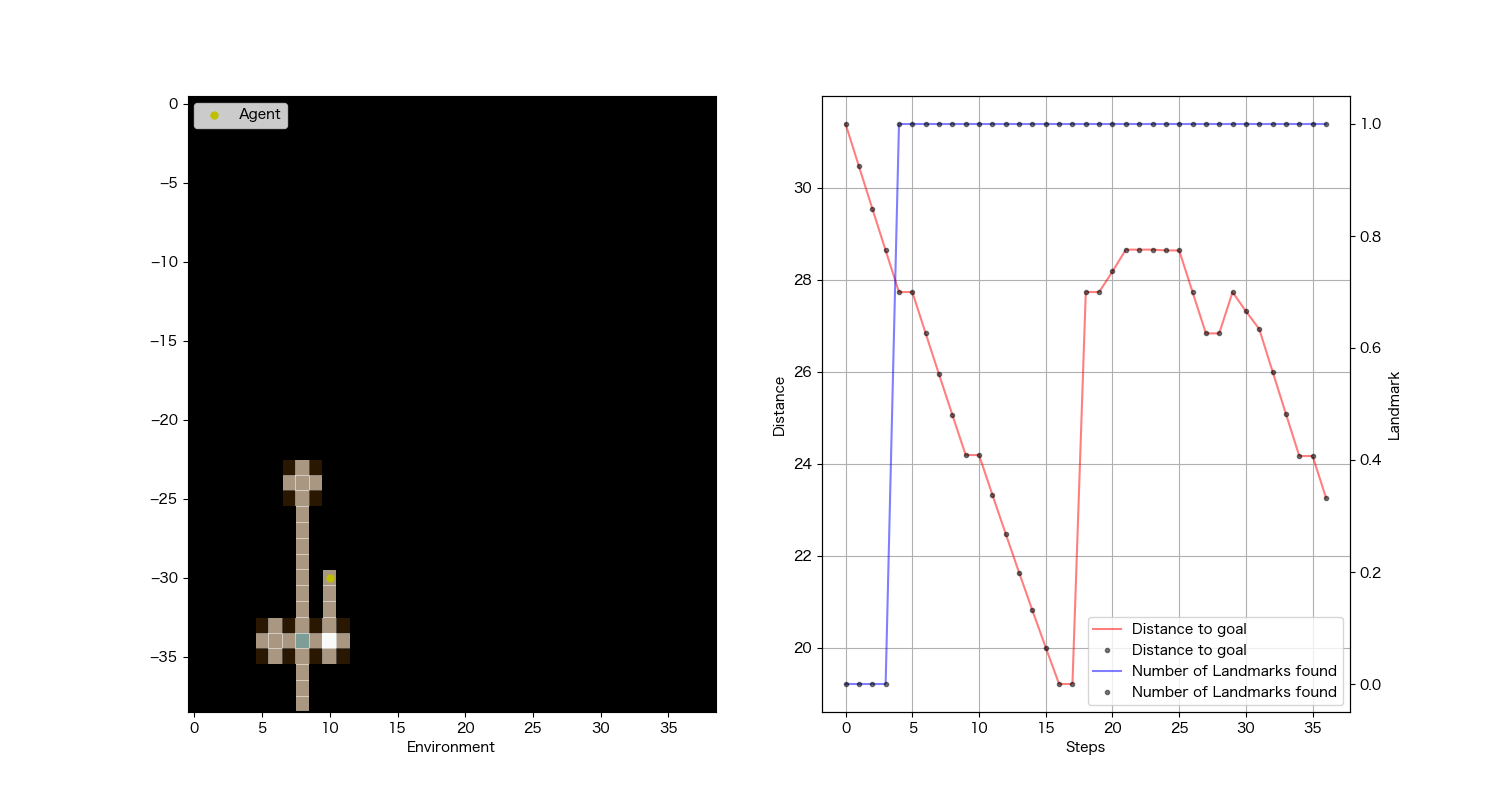 Agent
0
−5
−10
−15
−20
−25
−30
−35
0 5 10 15 20 25 30 35
Environment
Distance
30
28
26
24
22
20
0 5 10 15 20 25 30 35
Steps
1.0
0.8
0.6
0.4
0.2
0.0
Landmark
Distance to goal
Distance to goal
Number of Landmarks found
Number of Landmarks found